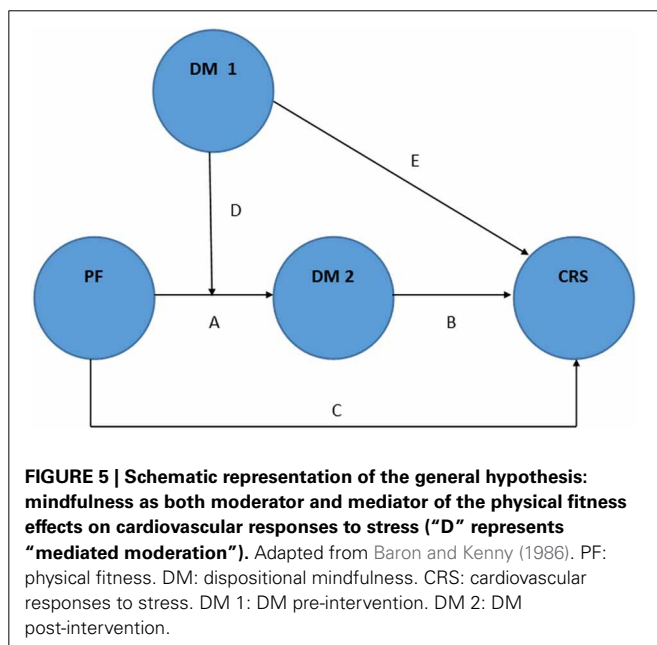 DM 1
E
D
PF
DM 2
CRS
A
B
C
FIGURE 5 | Schematic representation of the general hypothesis:
mindfulness as both moderator and mediator of the physical fitness
effects on cardiovascular responses to stress (“D” represents
“mediated moderation”). Adapted from Baron and Kenny (1986). PF:
physical fitness. DM: dispositional mindfulness. CRS: cardiovascular
responses to stress. DM 1: DM pre-intervention. DM 2: DM
post-intervention.